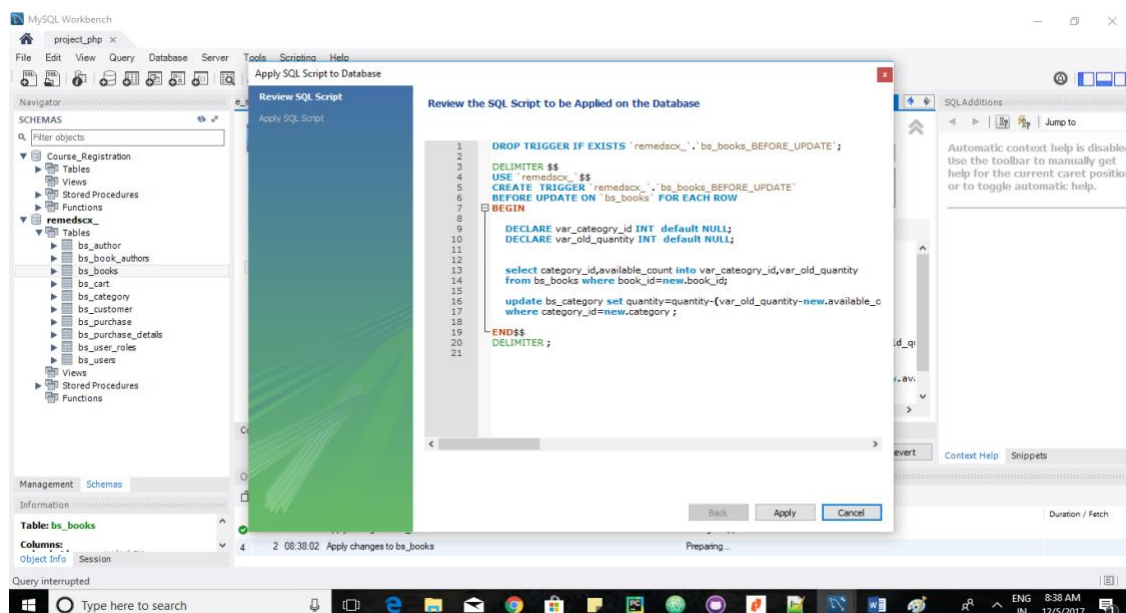 MySQL Workbench
project_php ×
File Edit View Query Database Server Tools Scripting Help
Navigator
SCHEMAS
Filter objects
Course_Registration
Tables
Views
Stored Procedures
Functions
remedscx_
Tables
bs_author
bs_book_authors
bs_books
bs_cart
bs_category
bs_customer
bs_purchase
bs_purchase_details
bs_user_roles
bs_users
Views
Stored Procedures
Functions
Management Schemas
Information
Table: bs_books
Columns:
Object Info Session
Query interrupted
Apply SQL Script to Database
Review SQL Script
Apply SQL Script
Review the SQL Script to be Applied on the Database
1 DROP TRIGGER IF EXISTS `remedscx_`.`bs_books_BEFORE_UPDATE`;
2
3 DELIMITER $$
4 USE `remedscx_`$$
5 CREATE TRIGGER `remedscx_`.`bs_books_BEFORE_UPDATE`
6 BEFORE UPDATE ON `bs_books` FOR EACH ROW
7 BEGIN
8
9 DECLARE var_cateogry_id INT default NULL;
10 DECLARE var_old_quantity INT default NULL;
11
12
13 select category_id,available_count into var_cateogry_id,var_old_quantity
14 from bs_books where book_id=new.book_id;
15
16 update bs_category set quantity=quantity-(var_old_quantity-new.available_c
17 where category_id=new.category ;
18
19 END$$
20 DELIMITER ;
21
Back Apply Cancel
evert
SQLAdditions
Jump to
Automatic context help is disable
Use the toolbar to manually get
help for the current caret positio
or to toggle automatic help.
Context Help Snippets
Duration / Fetch
4 2 08:38:02 Apply changes to bs_books Preparing...
Type here to search
ENG 8:38 AM
IN 12/5/2017